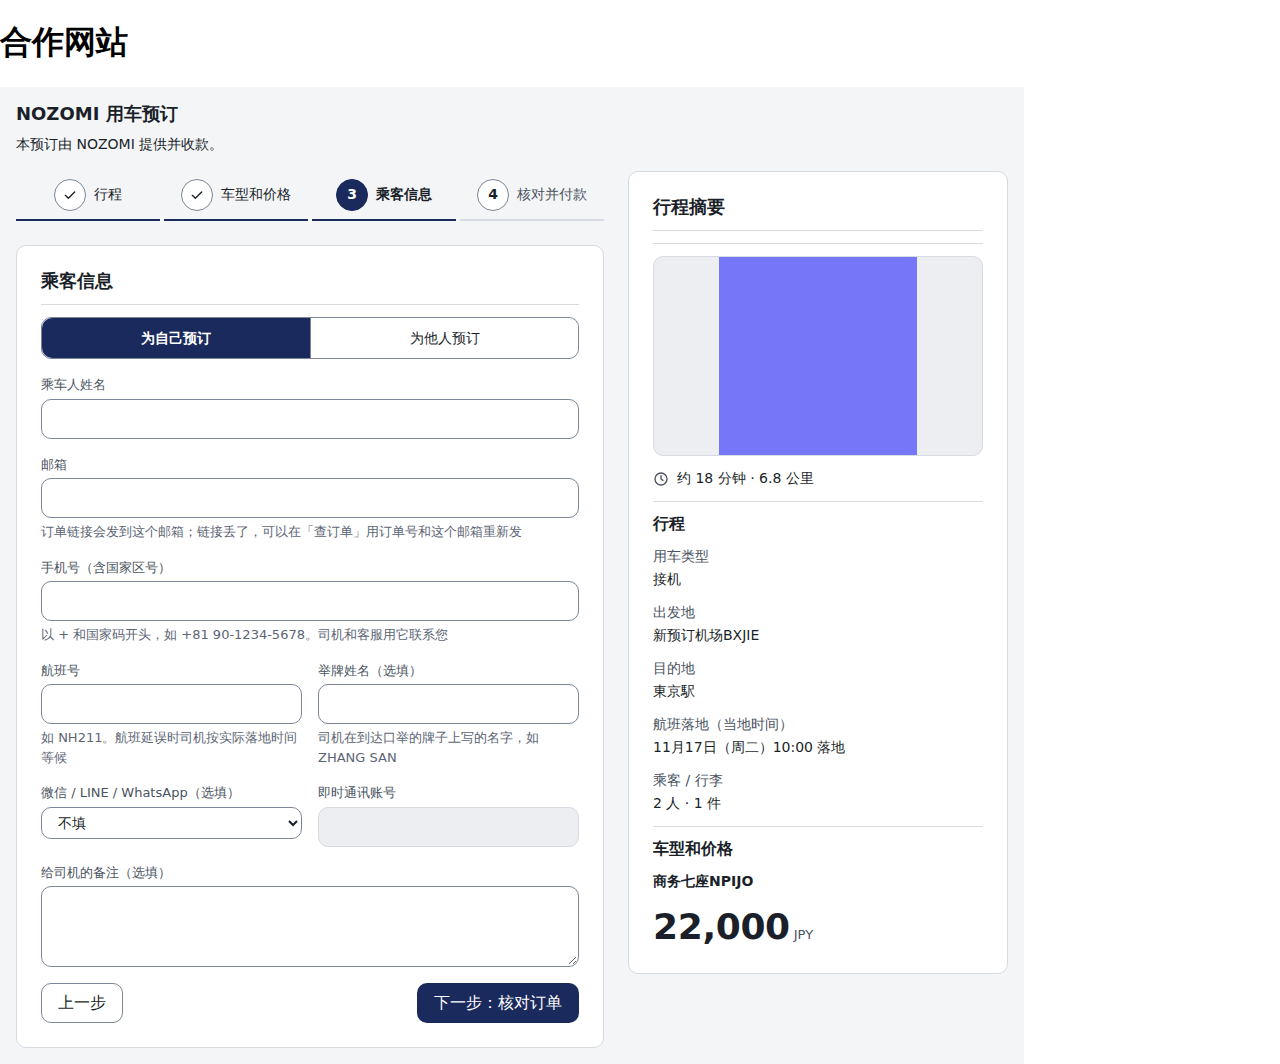 合作网站
NOZOMI 用车预订
本预订由 NOZOMI 提供并收款。
行程
车型和价格
3 乘客信息
4 核对并付款
乘客信息
为自己预订
为他人预订
乘车人姓名
邮箱
订单链接会发到这个邮箱；链接丢了，可以在「查订单」用订单号和这个邮箱重新发
手机号（含国家区号）
以 + 和国家码开头，如 +81 90-1234-5678。司机和客服用它联系您
航班号
如 NH211。航班延误时司机按实际落地时间
等候
举牌姓名（选填）
司机在到达口举的牌子上写的名字，如
ZHANG SAN
微信 / LINE / WhatsApp（选填）
不填
即时通讯账号
给司机的备注（选填）
上一步
下一步：核对订单
行程摘要
约 18 分钟 · 6.8 公里
行程
用车类型
接机
出发地
新预订机场BXJIE
目的地
東京駅
航班落地（当地时间）
11月17日（周二）10:00 落地
乘客 / 行李
2 人 · 1 件
车型和价格
商务七座NPIJO
22,000 JPY